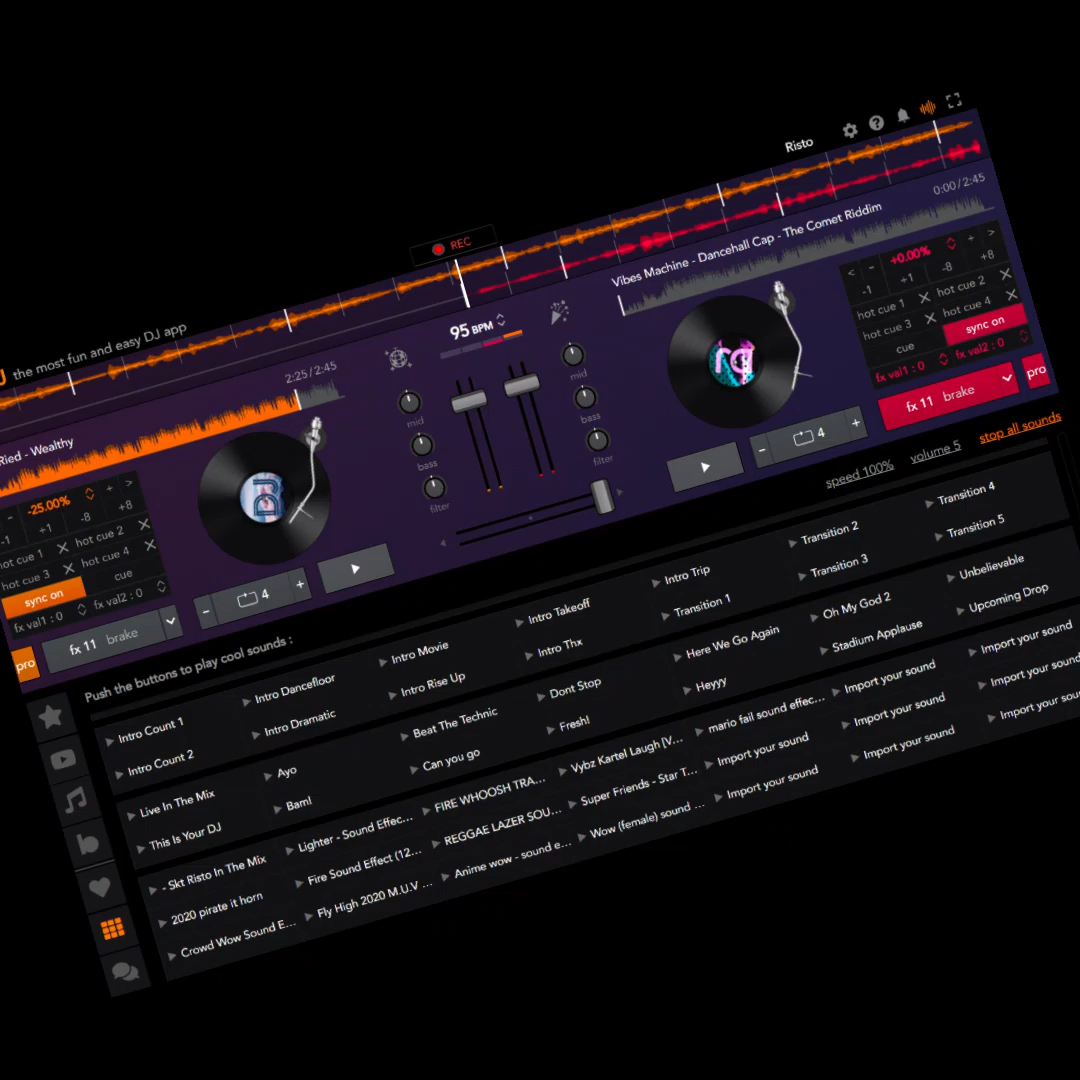 Risto
the most fun and easy DJ app
REC
Ried - Wealthy
2:25 / 2:45
95 BPM
Vibes Machine - Dancehall Cap - The Comet Riddim
0:00 / 2:45
- -25.00% + >
-1 +1 -8 +8
hot cue 1 hot cue 2
hot cue 3 hot cue 4
sync on cue
fx val1 : 0 fx val2 : 0
pro fx 11 brake
- 4 +
mid
bass
filter
mid
bass
filter
- 4 +
< - +0.00% + >
-1 +1 -8 +8
hot cue 1 hot cue 2
hot cue 3 hot cue 4
cue sync on
fx val1 : 0 fx val2 : 0
fx 11 brake pro
Push the buttons to play cool sounds :
speed 100% volume 5 stop all sounds
Intro Count 1 Intro Dancefloor Intro Movie Intro Takeoff Intro Trip Transition 2 Transition 4
Intro Count 2 Intro Dramatic Intro Rise Up Intro Thx Transition 1 Transition 3 Transition 5
Live In The Mix Ayo Beat The Technic Dont Stop Here We Go Again Oh My God 2 Unbelievable
This Is Your DJ Bam! Can you go Fresh! Heyyy Stadium Applause Upcoming Drop
- Skt Risto In The Mix Lighter - Sound Effec... FIRE WHOOSH TRA... Vybz Kartel Laugh [V... mario fail sound effec... Import your sound Import your sound
2020 pirate it horn Fire Sound Effect (12... REGGAE LAZER SOU... Super Friends - Star T... Import your sound Import your sound Import your sound
Crowd Wow Sound E... Fly High 2020 M.U.V ... Anime wow - sound e... Wow (female) sound ... Import your sound Import your sound Import your sound